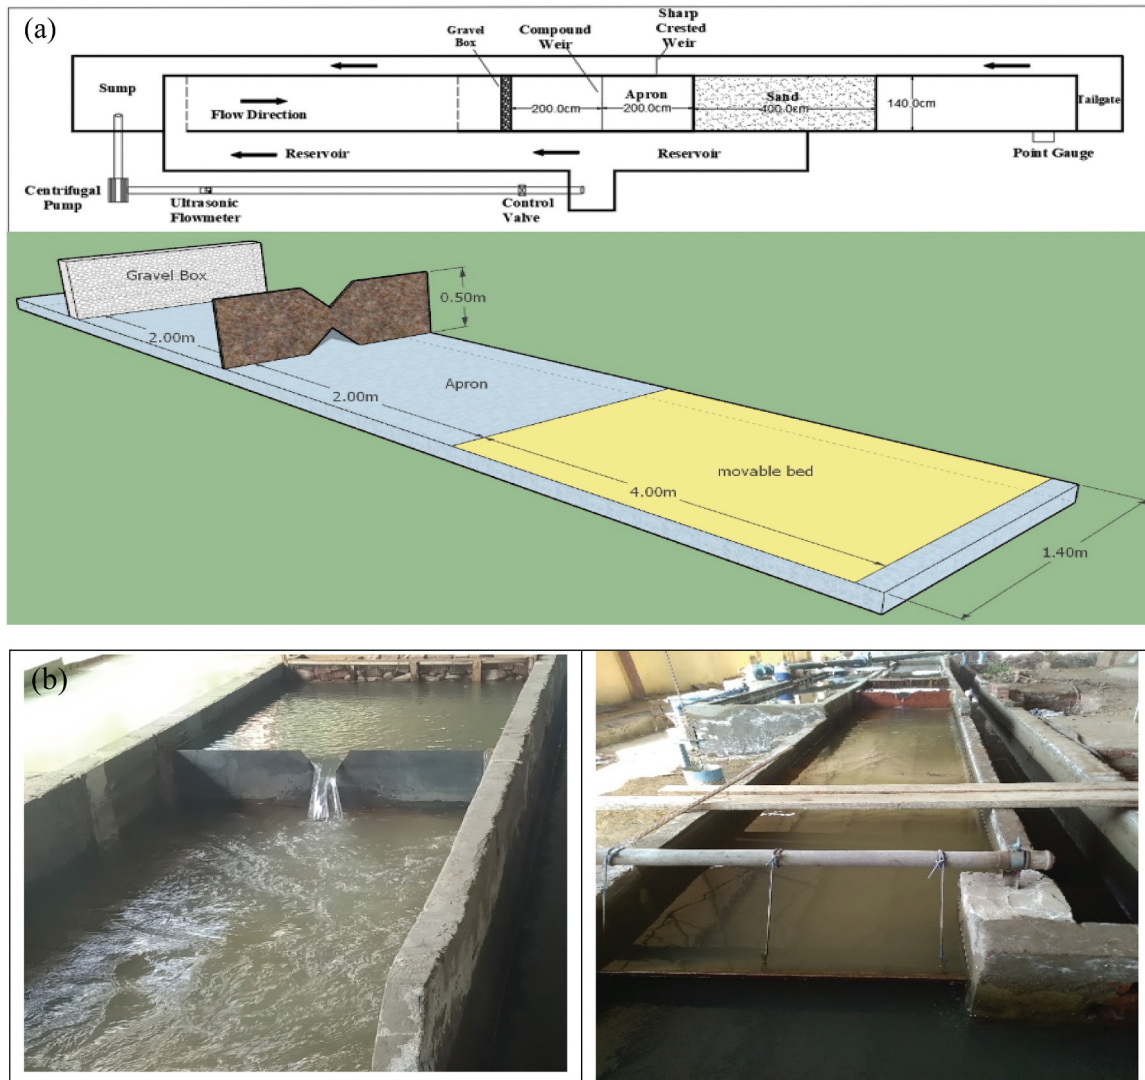 (a)
Sharp
Crested
Weir
Compound
Weir
Gravel
Box
Sump
Flow Direction
200.0cm
Apron
200.0cm
Sand
400.0cm
140.0cm
Tailgate
Reservoir
Reservoir
Point Gauge
Centrifugal
Pump
Ultrasonic
Flowmeter
Control
Valve
Gravel Box
0.50m
2.00m
Apron
2.00m
movable bed
4.00m
1.40m
(b)